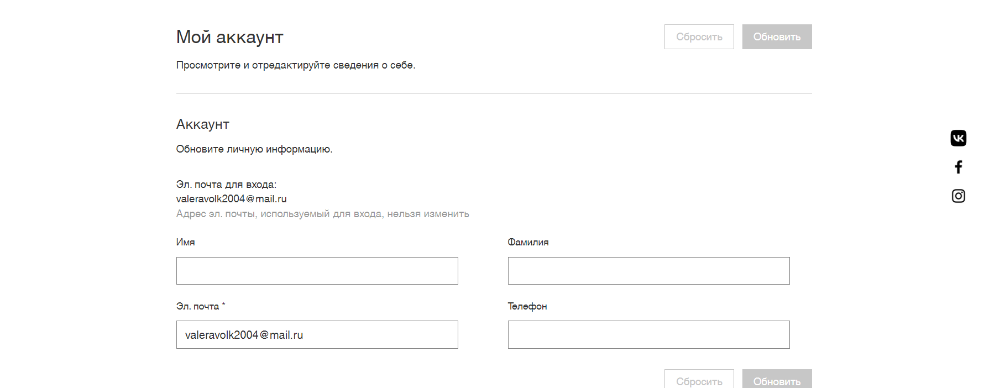 Мой аккаунт
Сбросить
Обновить
Просмотрите и отредактируйте сведения о себе.
Аккаунт
Обновите личную информацию.
Эл. почта для входа:
valeravolk2004@mail.ru
Адрес эл. почты, используемый для входа, нельзя изменить
Имя
Фамилия
Эл. почта *
Телефон
valeravolk2004@mail.ru
Сбросить
Обновить